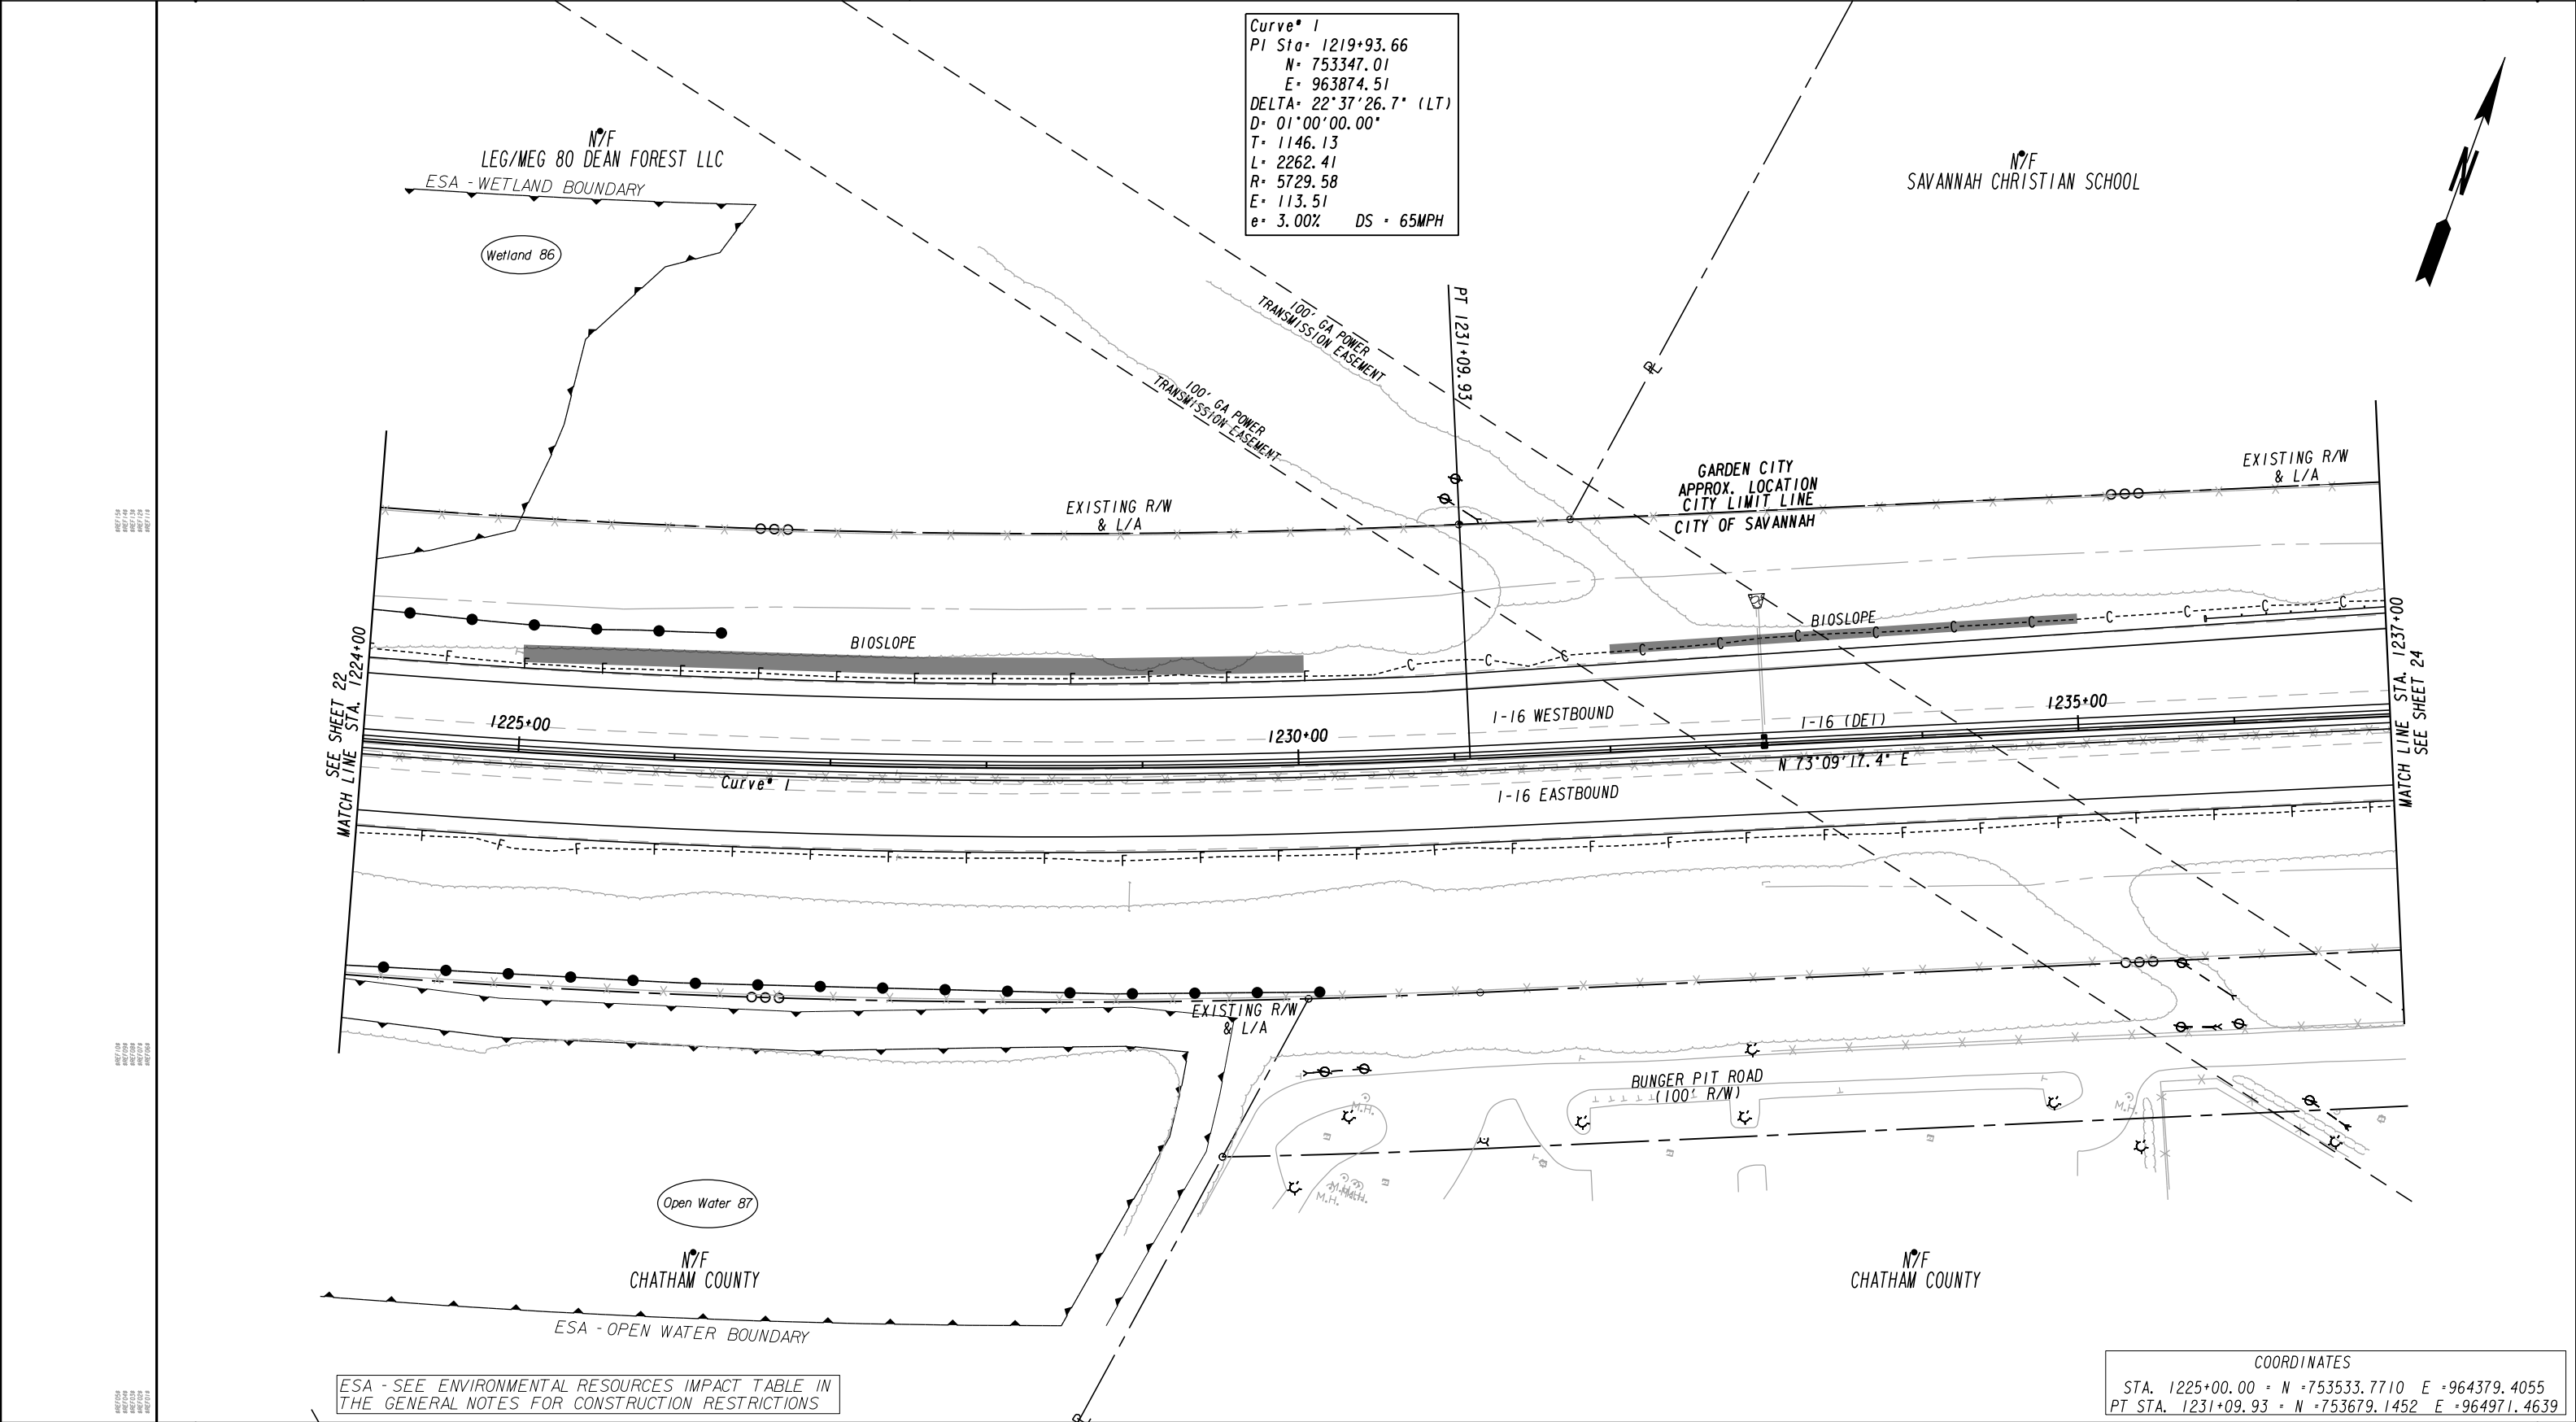 Curve# 1
PI Sta= 1219+93.66
N= 753347.01
E= 963874.51
DELTA= 22°37'26.7" (LT)
D= 01°00'00.00"
T= 1146.13
L= 2262.41
R= 5729.58
E= 113.51
e= 3.00% DS = 65MPH
N/F
LEG/MEG 80 DEAN FOREST LLC
ESA - WETLAND BOUNDARY
Wetland 86
N/F
SAVANNAH CHRISTIAN SCHOOL
N
100' GA POWER
TRANSMISSION EASEMENT
100' GA POWER
TRANSMISSION EASEMENT
PT 1231+09.93
GARDEN CITY
APPROX. LOCATION
CITY LIMIT LINE
CITY OF SAVANNAH
EXISTING R/W
& L/A
EXISTING R/W
& L/A
BIOSLOPE
BIOSLOPE
SEE SHEET 22
MATCH LINE STA. 1224+00
MATCH LINE STA. 1237+00
SEE SHEET 24
1225+00
1230+00
1235+00
I-16 WESTBOUND
I-16 (DE1)
N 73°09'17.4" E
Curve# 1
I-16 EASTBOUND
EXISTING R/W
& L/A
BUNGER PIT ROAD
(100' R/W)
M.H.
M.H.
M.H.
Open Water 87
N/F
CHATHAM COUNTY
N/F
CHATHAM COUNTY
ESA - OPEN WATER BOUNDARY
ESA - SEE ENVIRONMENTAL RESOURCES IMPACT TABLE IN
THE GENERAL NOTES FOR CONSTRUCTION RESTRICTIONS
COORDINATES
STA. 1225+00.00 = N =753533.7710 E =964379.4055
PT STA. 1231+09.93 = N =753679.1452 E =964971.4639